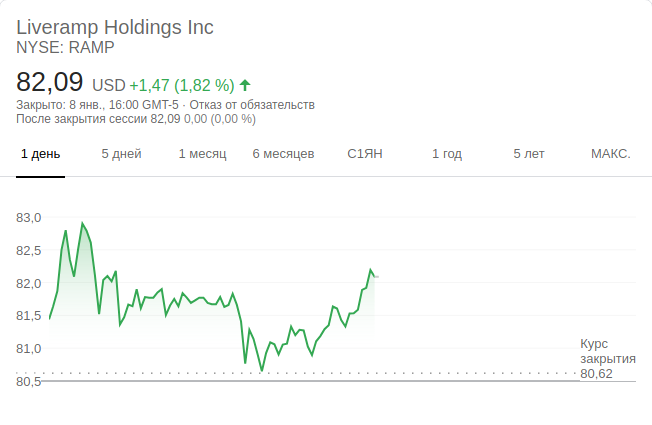 Liveramp Holdings Inc
NYSE: RAMP
82,09 USD +1,47 (1,82 %)
Закрыто: 8 янв., 16:00 GMT-5 · Отказ от обязательств
После закрытия сессии 82,09 0,00 (0,00 %)
1 день 5 дней 1 месяц 6 месяцев С1ЯН 1 год 5 лет МАКС.
83,0
82,5
82,0
81,5
81,0
80,5
Курс
закрытия
80,62